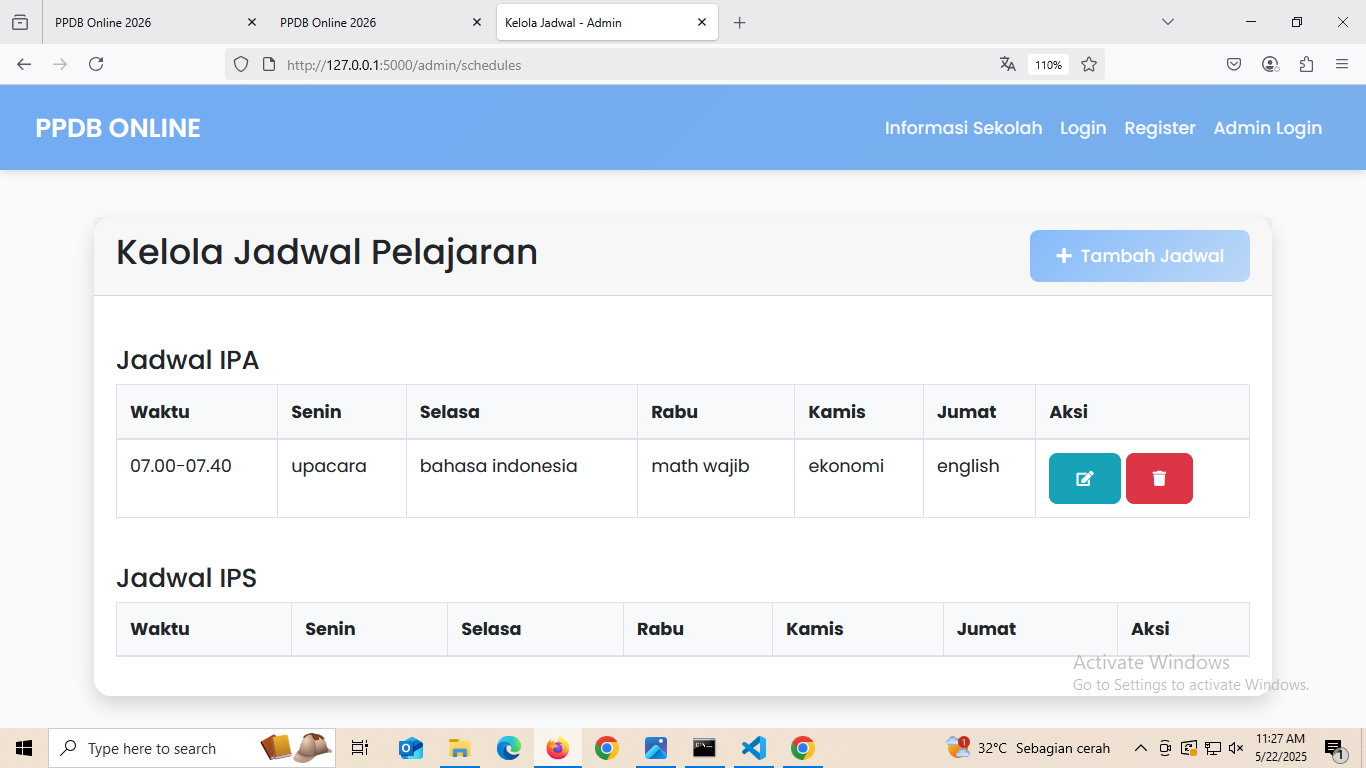 PPDB Online 2026
PPDB Online 2026
Kelola Jadwal - Admin
http://127.0.0.1:5000/admin/schedules
110%
PPDB ONLINE
Informasi Sekolah Login Register Admin Login
Kelola Jadwal Pelajaran
Tambah Jadwal
Jadwal IPA
Waktu Senin Selasa Rabu Kamis Jumat Aksi
07.00-07.40 upacara bahasa indonesia math wajib ekonomi english
Jadwal IPS
Waktu Senin Selasa Rabu Kamis Jumat Aksi
Activate Windows
Go to Settings to activate Windows.
Type here to search
1
32°C Sebagian cerah
11:27 AM
5/22/2025
1